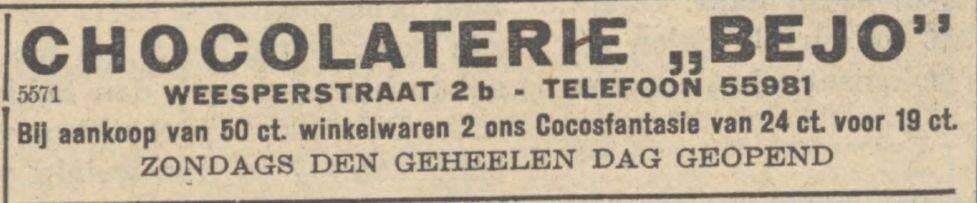 CHOCOLATERIE „BEJO”
5571 WEESPERSTRAAT 2b - TELEFOON 55981
Bij aankoop van 50 ct. winkelwaren 2 ons Cocosfantasie van 24 ct. voor 19 ct.
ZONDAGS DEN GEHEELEN DAG GEOPEND